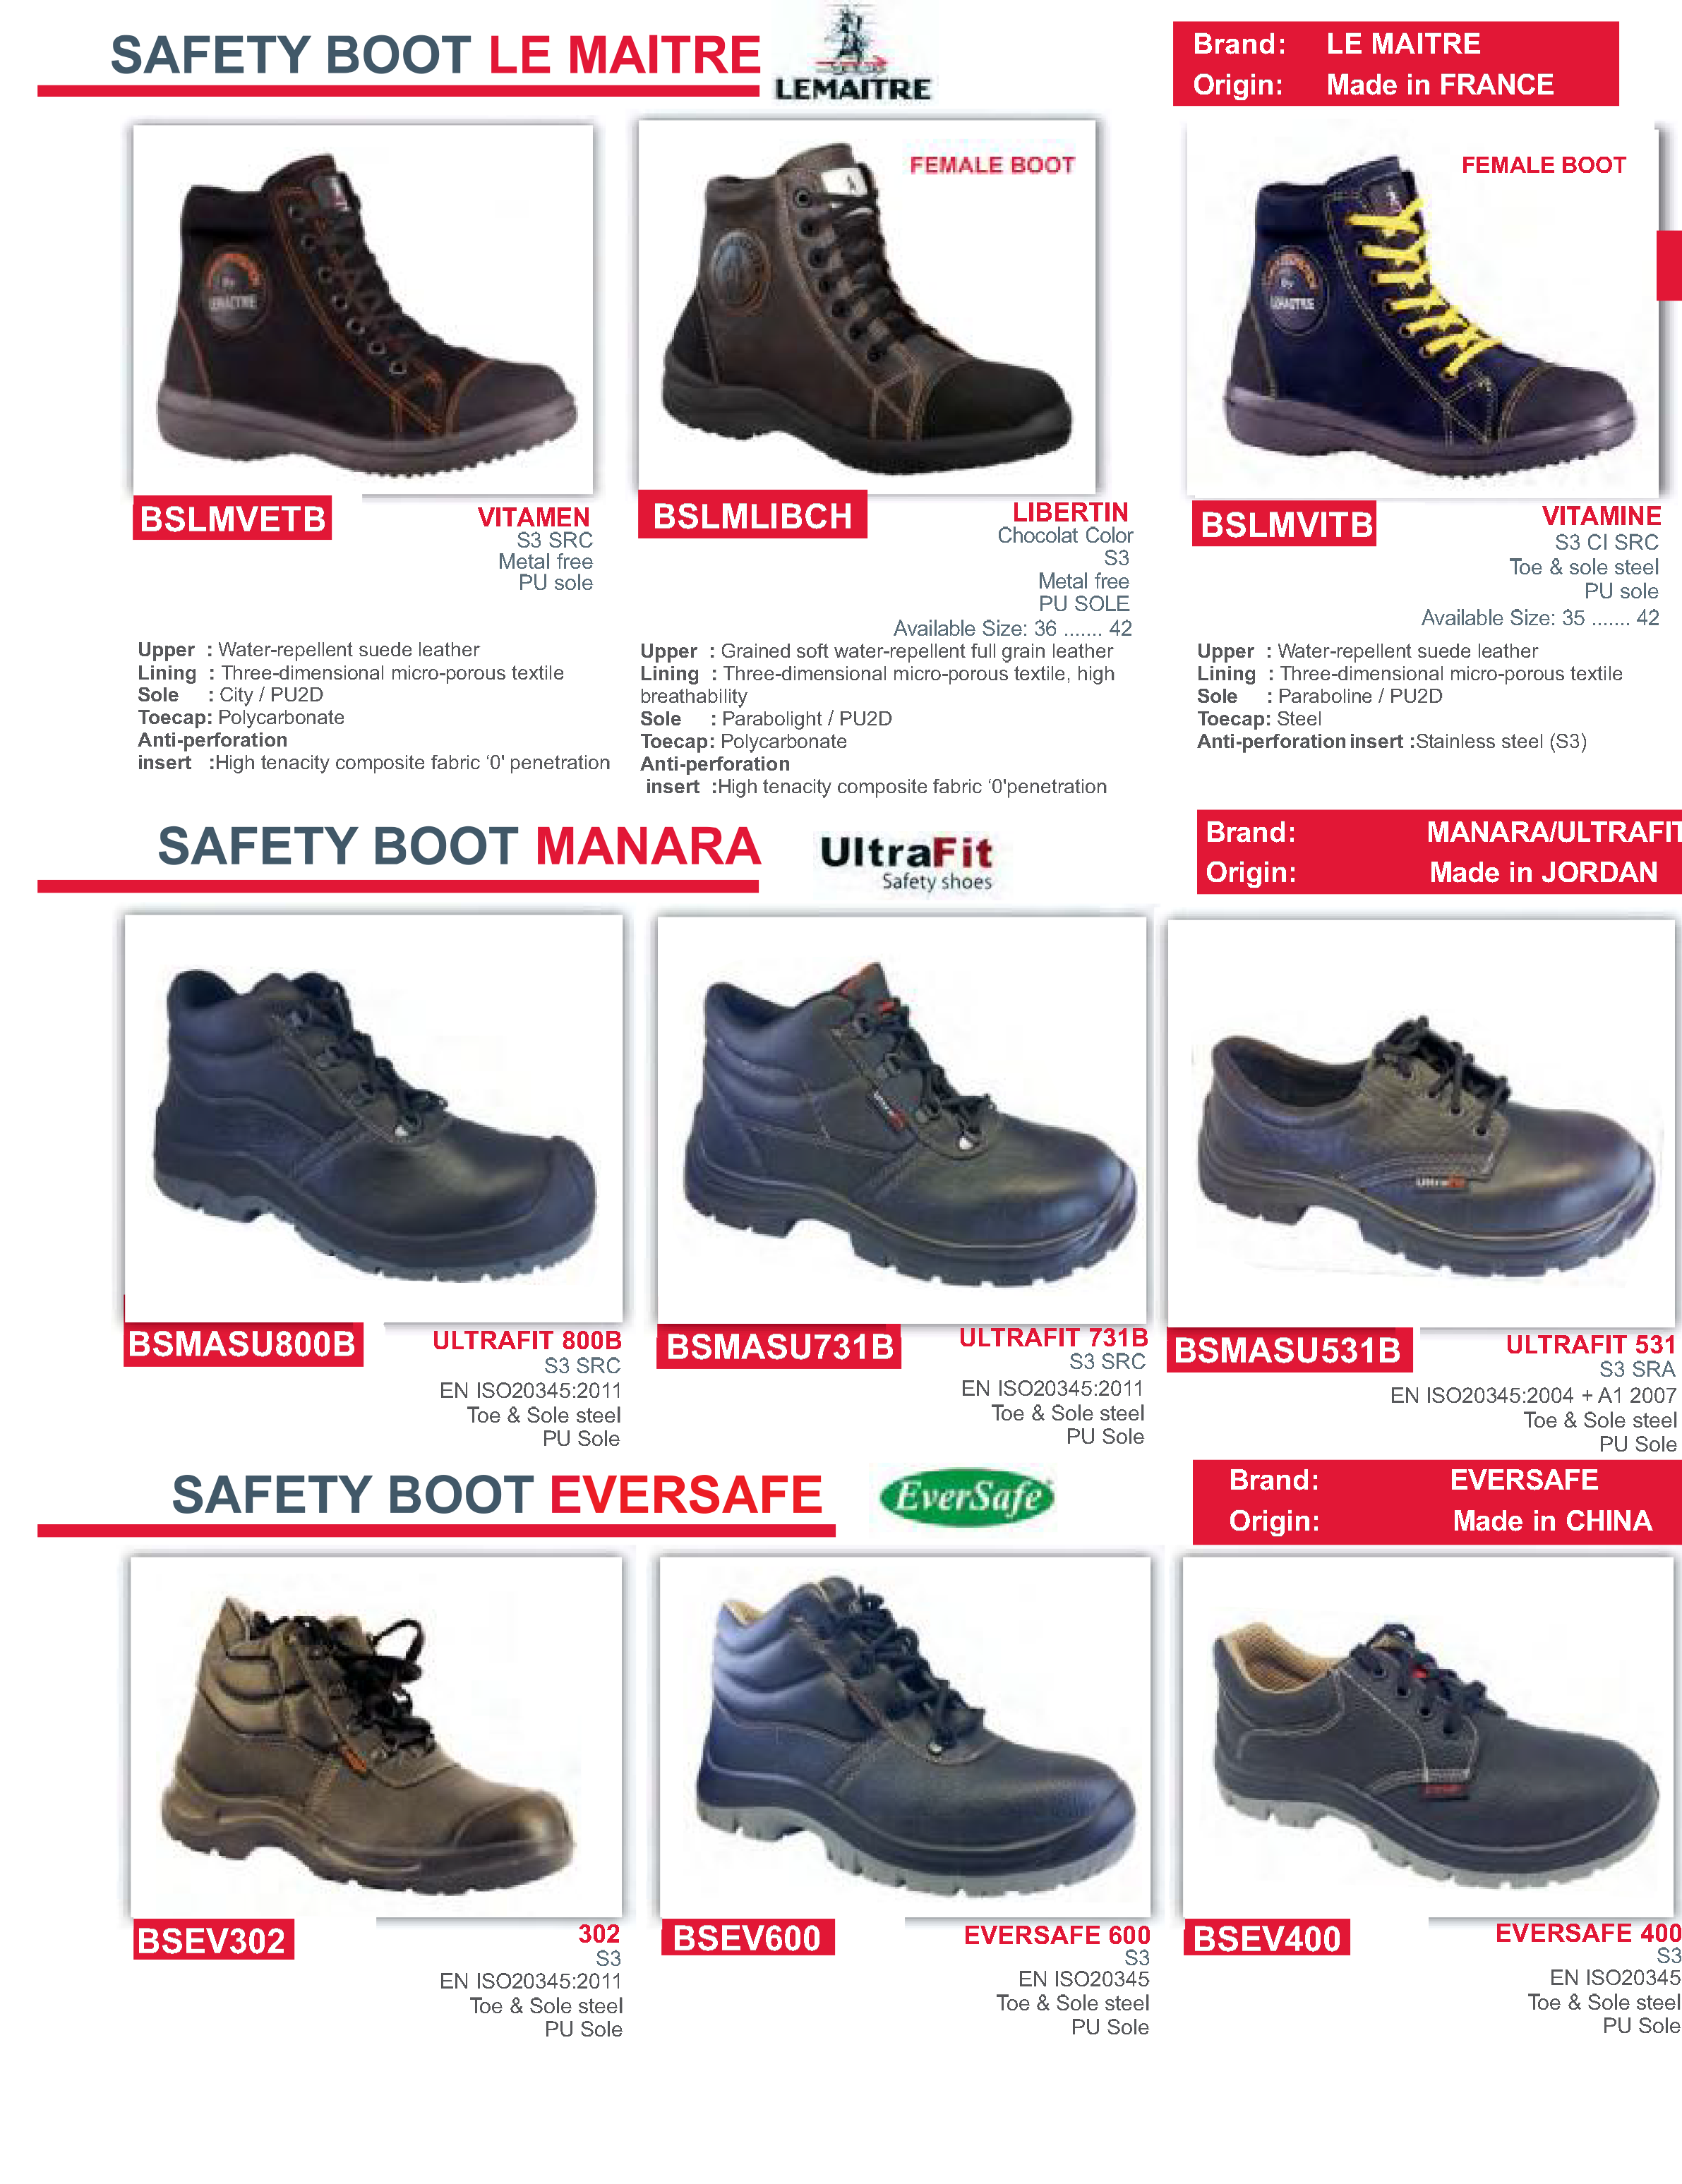 SAFETY BOOT LE MAITRE
LEMAITRE
Brand: LE MAITRE
Origin: Made in FRANCE
FEMALE BOOT
FEMALE BOOT
By
LEMAITRE
By
LEMAITRE
BSLMVETB
VITAMEN
S3 SRC
Metal free
PU sole
Upper : Water-repellent suede leather
Lining : Three-dimensional micro-porous textile
Sole : City / PU2D
Toecap: Polycarbonate
Anti-perforation
insert :High tenacity composite fabric ‘0' penetration
BSLMLIBCH
LIBERTIN
Chocolat Color
S3
Metal free
PU SOLE
Available Size: 36 ....... 42
Upper : Grained soft water-repellent full grain leather
Lining : Three-dimensional micro-porous textile, high
breathability
Sole : Parabolight / PU2D
Toecap: Polycarbonate
Anti-perforation
insert :High tenacity composite fabric ‘0'penetration
BSLMVITB
VITAMINE
S3 CI SRC
Toe & sole steel
PU sole
Available Size: 35 ....... 42
Upper : Water-repellent suede leather
Lining : Three-dimensional micro-porous textile
Sole : Paraboline / PU2D
Toecap: Steel
Anti-perforation insert :Stainless steel (S3)
SAFETY BOOT MANARA
UltraFit
Safety shoes
Brand: MANARA/ULTRAFIT
Origin: Made in JORDAN
UltraFit
BSMASU800B
ULTRAFIT 800B
S3 SRC
EN ISO20345:2011
Toe & Sole steel
PU Sole
BSMASU731B
ULTRAFIT 731B
S3 SRC
EN ISO20345:2011
Toe & Sole steel
PU Sole
BSMASU531B
ULTRAFIT 531
S3 SRA
EN ISO20345:2004 + A1 2007
Toe & Sole steel
PU Sole
SAFETY BOOT EVERSAFE
EverSafe
Brand: EVERSAFE
Origin: Made in CHINA
BSEV302
302
S3
EN ISO20345:2011
Toe & Sole steel
PU Sole
BSEV600
EVERSAFE 600
S3
EN ISO20345
Toe & Sole steel
PU Sole
BSEV400
EVERSAFE 400
S3
EN ISO20345
Toe & Sole steel
PU Sole